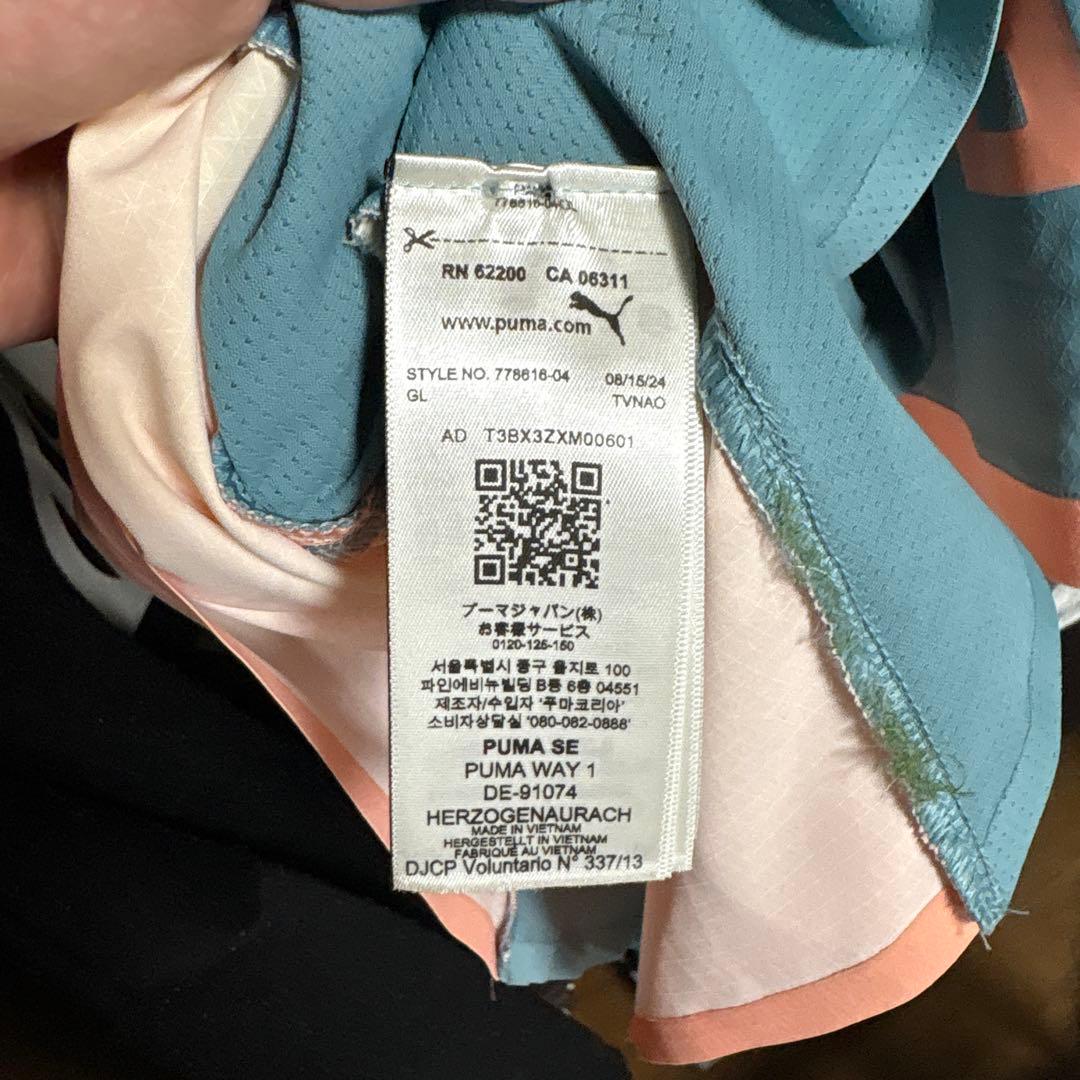 RN 62200 CA 06311
www.puma.com
STYLE NO. 778616-04 08/15/24
GL TVNAO
AD T3BX3ZXM00601
プーマジャパン(株)
お客様サービス
0120-125-150
서울특별시 중구 을지로 100
파인에비뉴빌딩 B동 6층 04551
제조자/수입자 '푸마코리아'
소비자상담실 '080-082-0888'
PUMA SE
PUMA WAY 1
DE-91074
HERZOGENAURACH
MADE IN VIETNAM
HERGESTELLT IN VIETNAM
FABRIQUÉ AU VIETNAM
DJCP Voluntario N° 337/13